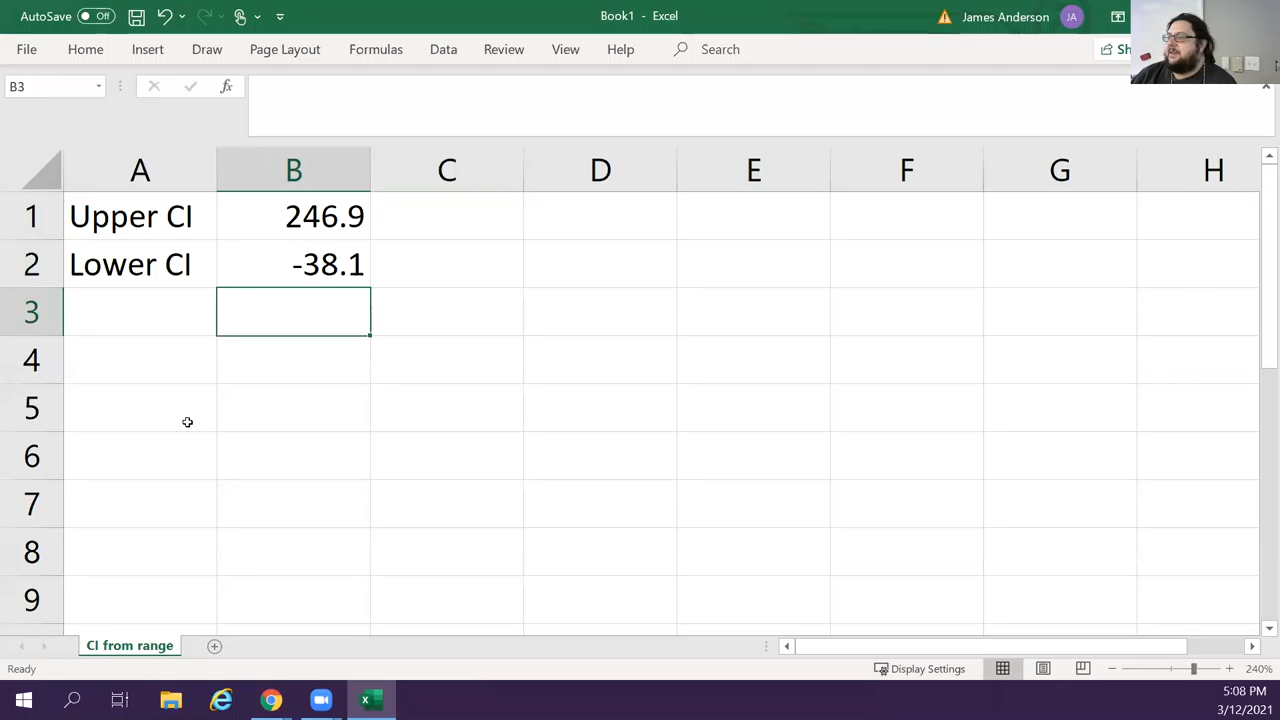 AutoSave Off Book1 - Excel James Anderson JA
File Home Insert Draw Page Layout Formulas Data Review View Help Search Sh
B3 fx
A B C D E F G H
1 Upper CI 246.9
2 Lower CI -38.1
3
4
5
6
7
8
9
CI from range
Ready Display Settings 240%
5:08 PM
3/12/2021